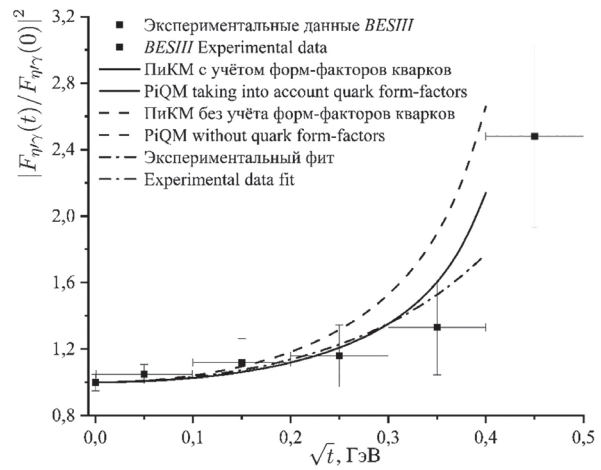 |Fη′γ(t)/Fη′γ(0)|²
3,2
2,8
2,4
2,0
1,6
1,2
0,8
Экспериментальные данные BESIII
BESIII Experimental data
ПиКМ с учётом форм-факторов кварков
PiQM taking into account quark form-factors
ПиКМ без учёта форм-факторов кварков
PiQM without quark form-factors
Экспериментальный фит
Experimental data fit
0,0 0,1 0,2 0,3 0,4 0,5
√t, ГэВ